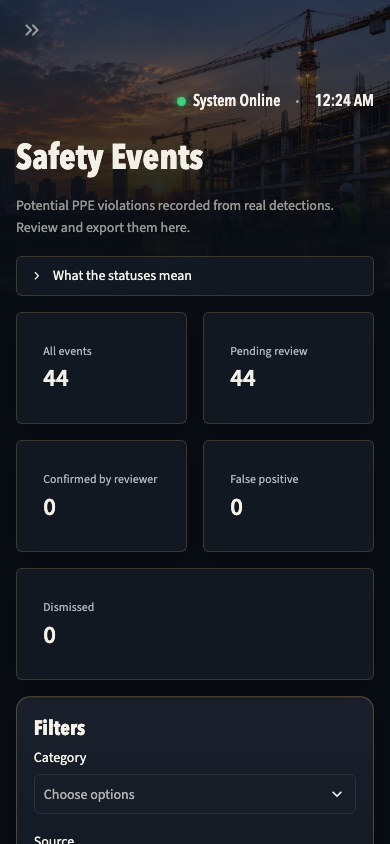 System Online · 12:24 AM
Safety Events
Potential PPE violations recorded from real detections.
Review and export them here.
What the statuses mean
All events
44
Pending review
44
Confirmed by reviewer
0
False positive
0
Dismissed
0
Filters
Category
Choose options
Source